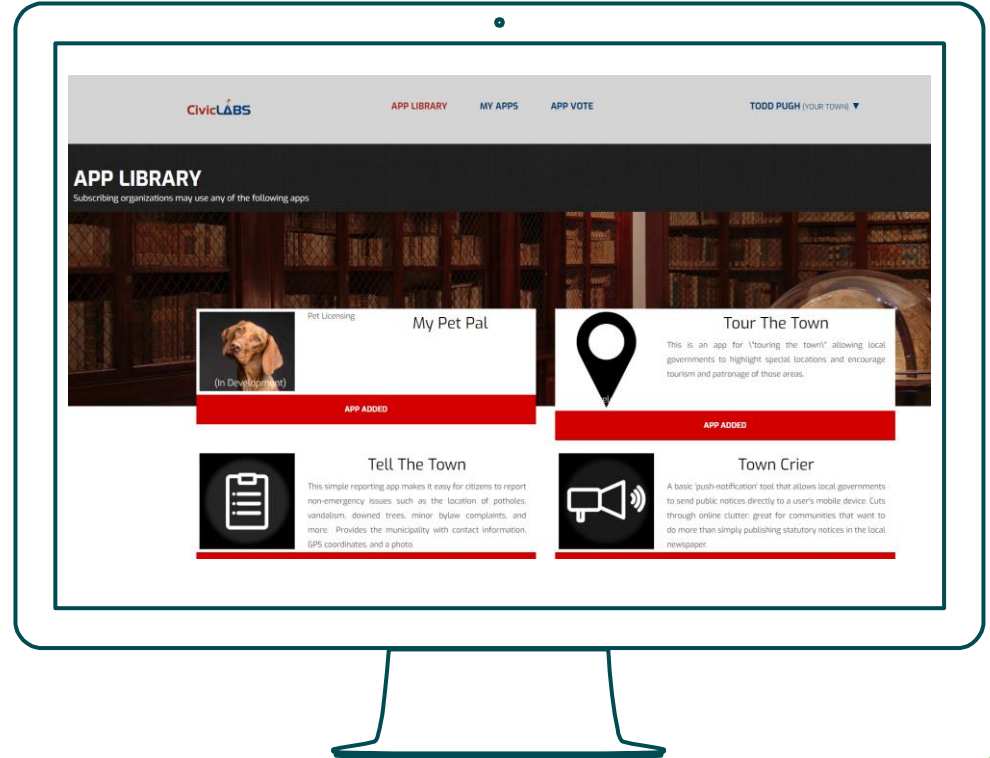 CivicLABS
APP LIBRARY
MY APPS
APP VOTE
TODD PUGH (YOUR TOWN) ▼
APP LIBRARY
Subscribing organizations may use any of the following apps
My Pet Pal
Pet Licensing
(In Development)
APP ADDED
Tour The Town
This is an app for \"touring the town\" allowing local
governments to highlight special locations and encourage
tourism and patronage of those areas.
APP ADDED
Tell The Town
This simple reporting app makes it easy for citizens to report
non-emergency issues such as the location of potholes,
vandalism, downed trees, minor bylaw complaints, and
more. Provides the municipality with contact information,
GPS coordinates, and a photo.
Town Crier
A basic 'push-notification' tool that allows local governments
to send public notices directly to a user's mobile device. Cuts
through online clutter; great for communities that want to
do more than simply publishing statutory notices in the local
newspaper.